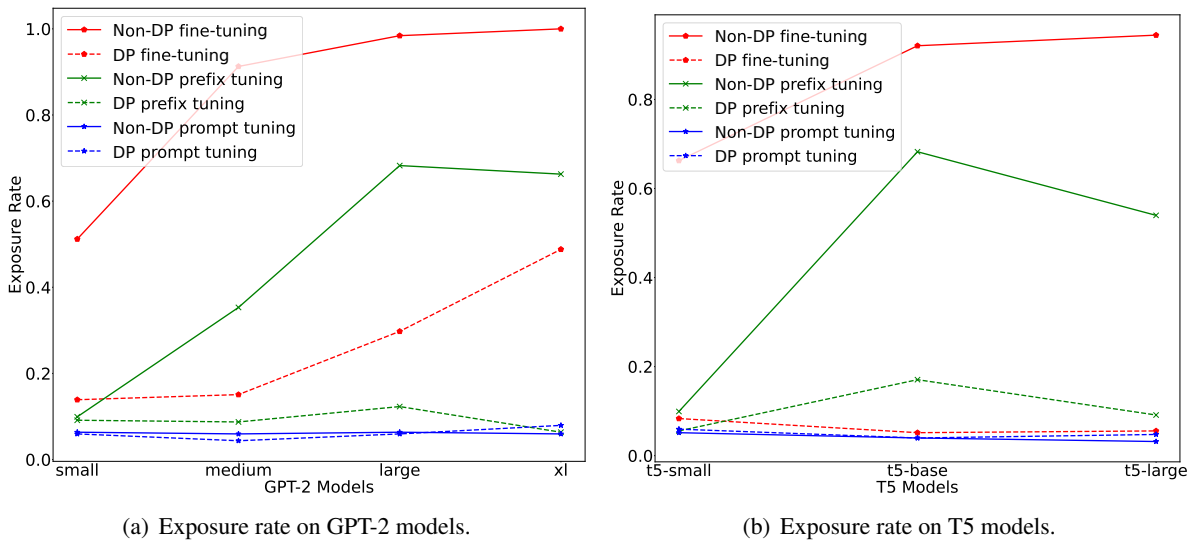 Non-DP fine-tuning
DP fine-tuning
Non-DP prefix tuning
DP prefix tuning
Non-DP prompt tuning
DP prompt tuning
1.0
0.8
0.6
0.4
0.2
0.0
Exposure Rate
small medium large xl
GPT-2 Models
(a) Exposure rate on GPT-2 models.
Non-DP fine-tuning
DP fine-tuning
Non-DP prefix tuning
DP prefix tuning
Non-DP prompt tuning
DP prompt tuning
0.8
0.6
0.4
0.2
0.0
Exposure Rate
t5-small t5-base t5-large
T5 Models
(b) Exposure rate on T5 models.